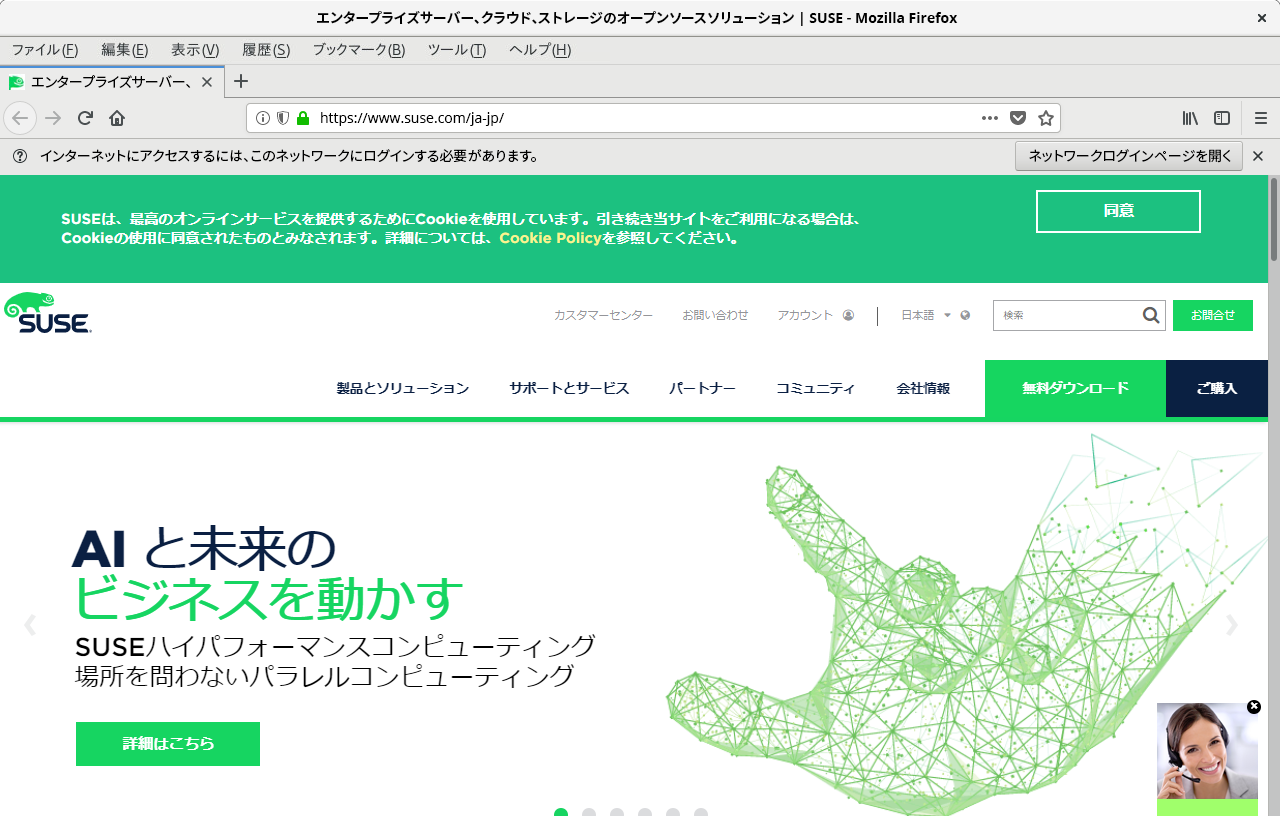 エンタープライズサーバー、クラウド、ストレージのオープンソースソリューション | SUSE - Mozilla Firefox
ファイル(F) 編集(E) 表示(V) 履歴(S) ブックマーク(B) ツール(T) ヘルプ(H)
エンタープライズサーバー、
https://www.suse.com/ja-jp/
インターネットにアクセスするには、このネットワークにログインする必要があります。 ネットワークログインページを開く
SUSEは、最高のオンラインサービスを提供するためにCookieを使用しています。引き続き当サイトをご利用になる場合は、
Cookieの使用に同意されたものとみなされます。詳細については、Cookie Policyを参照してください。
同意
SUSE
カスタマーセンター お問い合わせ アカウント 日本語 検索 お問合せ
製品とソリューション サポートとサービス パートナー コミュニティ 会社情報 無料ダウンロード ご購入
AI と未来の
ビジネスを動かす
SUSEハイパフォーマンスコンピューティング
場所を問わないパラレルコンピューティング
詳細はこちら